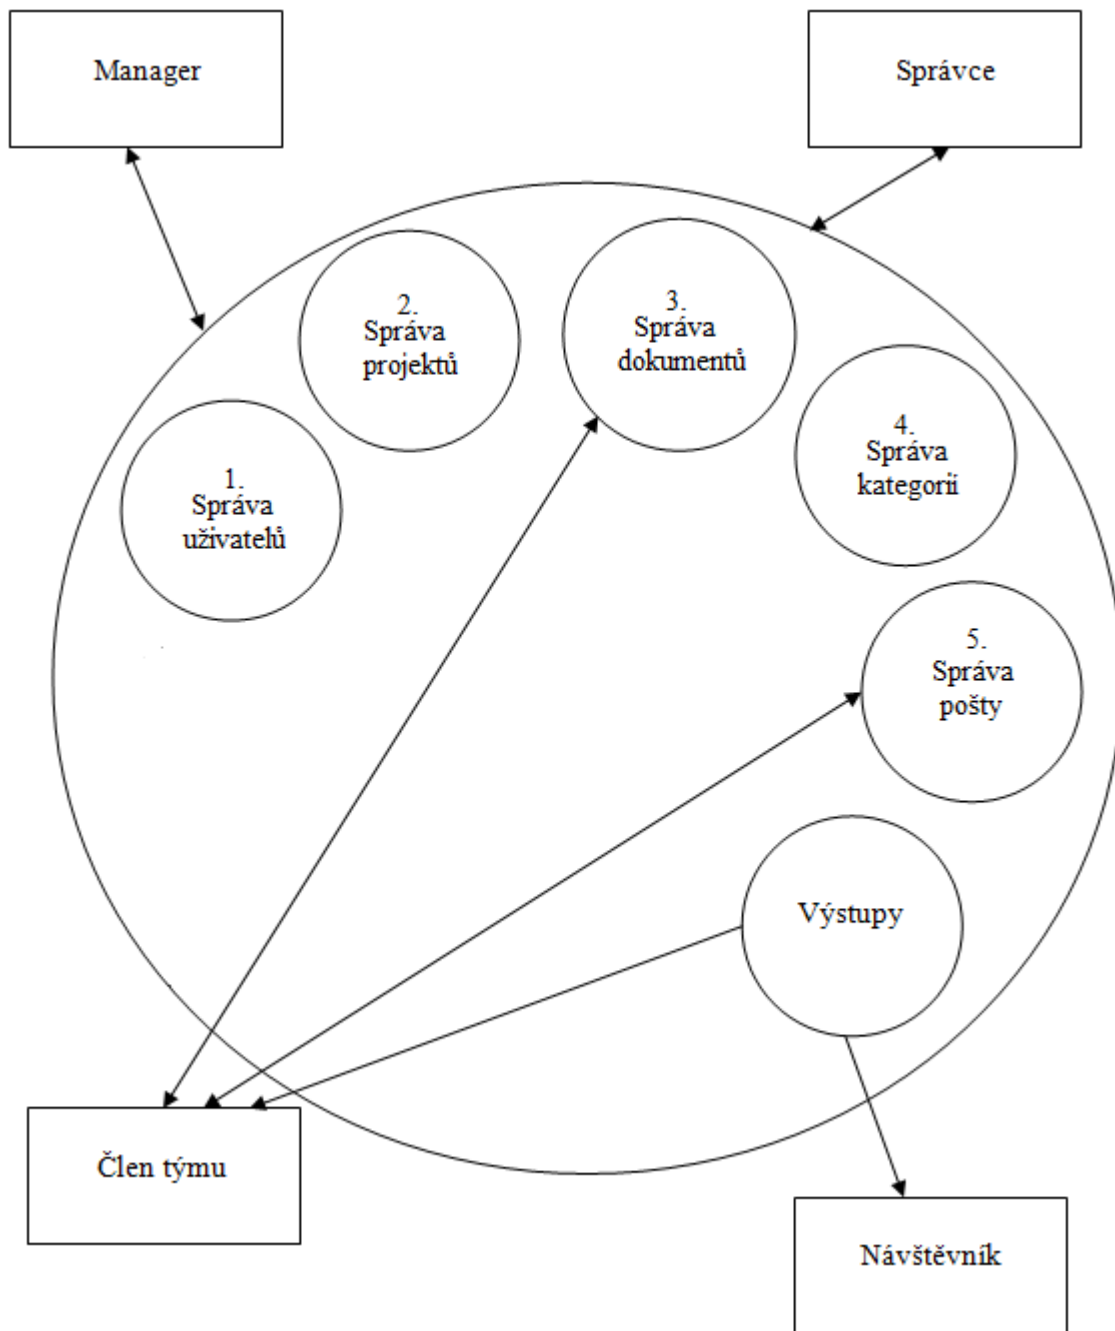 Manager
Správce
2.
Správa
projektů
3.
Správa
dokumentů
1.
Správa
uživatelů
4.
Správa
kategorií
5.
Správa
pošty
Výstupy
Člen týmu
Návštěvník